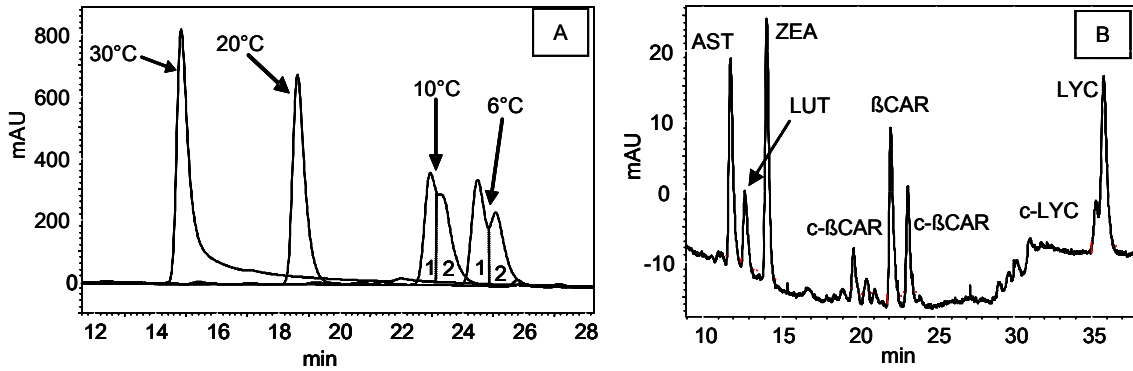 A
800
600
400
200
0
mAU
30°C
20°C
10°C
6°C
1 2
1 2
12 14 16 18 20 22 24 26 28
min
B
20
10
0
-10
mAU
AST
ZEA
LUT
ßCAR
c-ßCAR
c-ßCAR
c-LYC
LYC
10 15 20 25 30 35
min